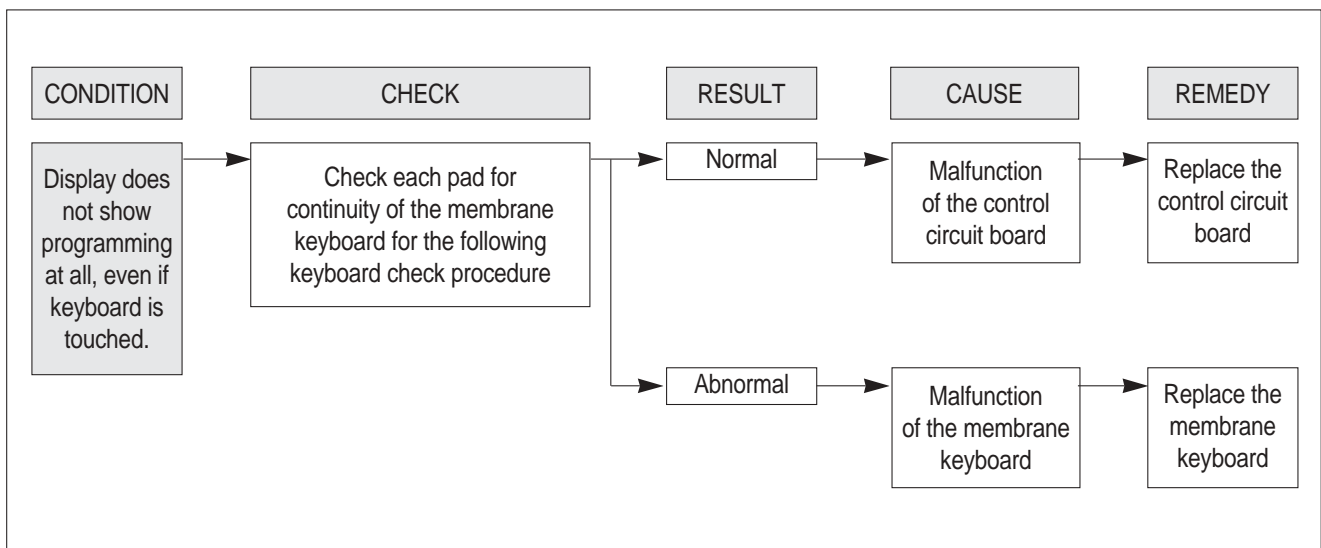 CONDITION
CHECK
RESULT
CAUSE
REMEDY
Display does
not show
programming
at all, even if
keyboard is
touched.
Check each pad for
continuity of the membrane
keyboard for the following
keyboard check procedure
Normal
Malfunction
of the control
circuit board
Replace the
control circuit
board
Abnormal
Malfunction
of the membrane
keyboard
Replace the
membrane
keyboard